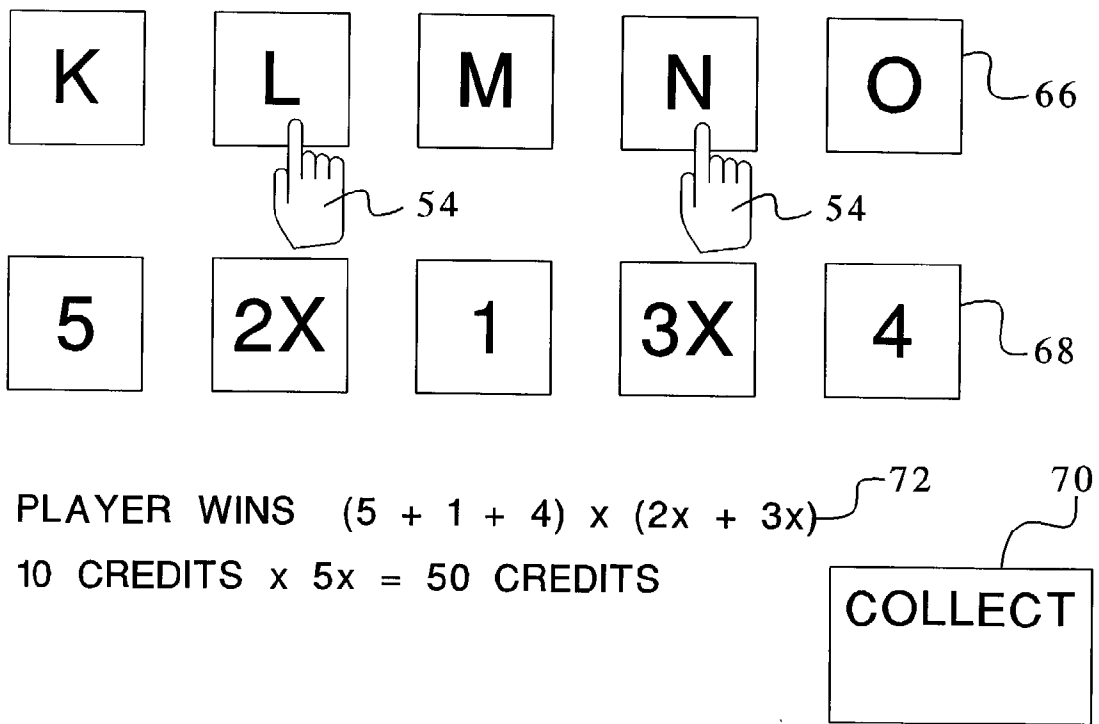 K L M N O 66
54 54
5 2X 1 3X 4 68
72 70
PLAYER WINS (5 + 1 + 4) x (2x + 3x)
10 CREDITS x 5x = 50 CREDITS
COLLECT